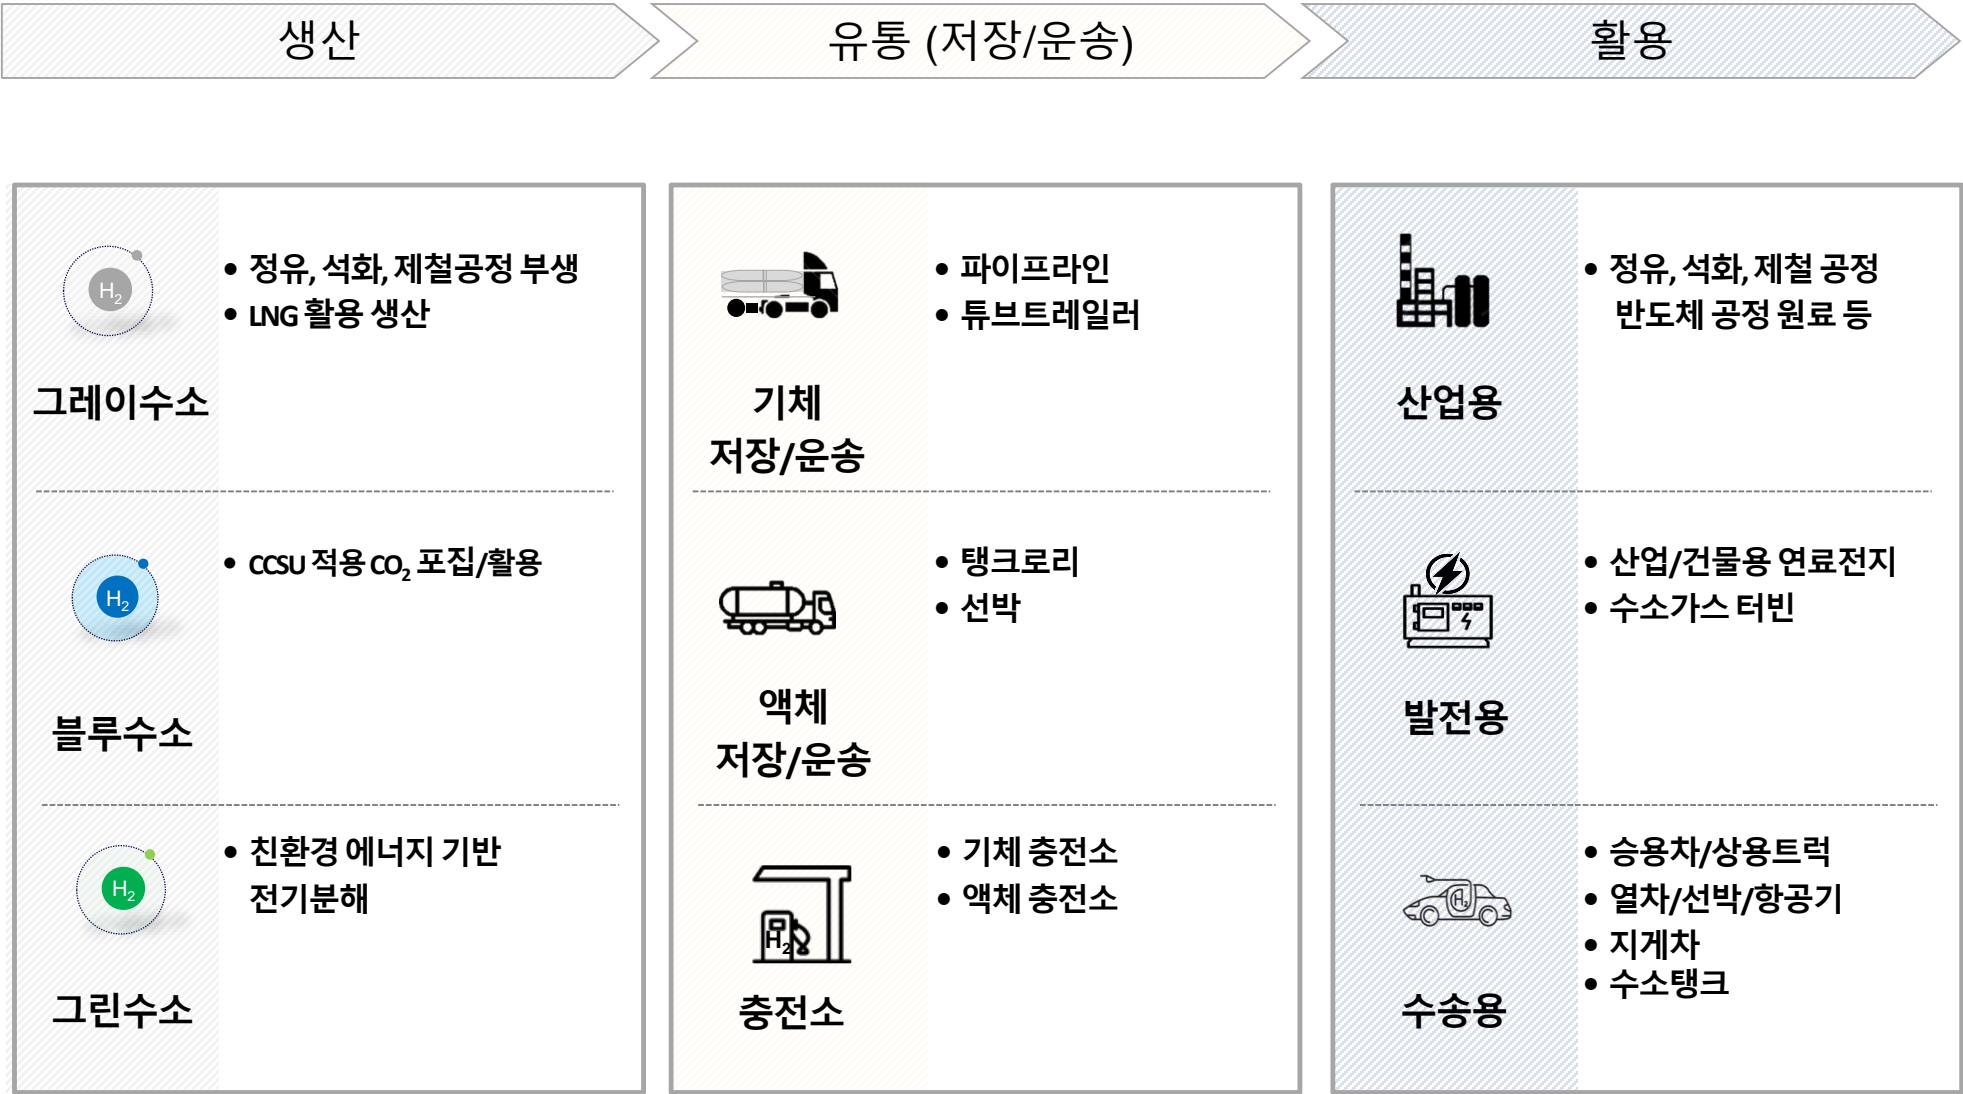 생산
유통 (저장/운송)
활용
H2
그레이수소
• 정유, 석화, 제철공정 부생
• LNG 활용 생산
H2
블루수소
• CCSU 적용 CO2 포집/활용
H2
그린수소
• 친환경 에너지 기반
전기분해
기체
저장/운송
• 파이프라인
• 튜브트레일러
액체
저장/운송
• 탱크로리
• 선박
H2
충전소
• 기체 충전소
• 액체 충전소
산업용
• 정유, 석화, 제철 공정
반도체 공정 원료 등
발전용
• 산업/건물용 연료전지
• 수소가스 터빈
H2
수송용
• 승용차/상용트럭
• 열차/선박/항공기
• 지게차
• 수소탱크